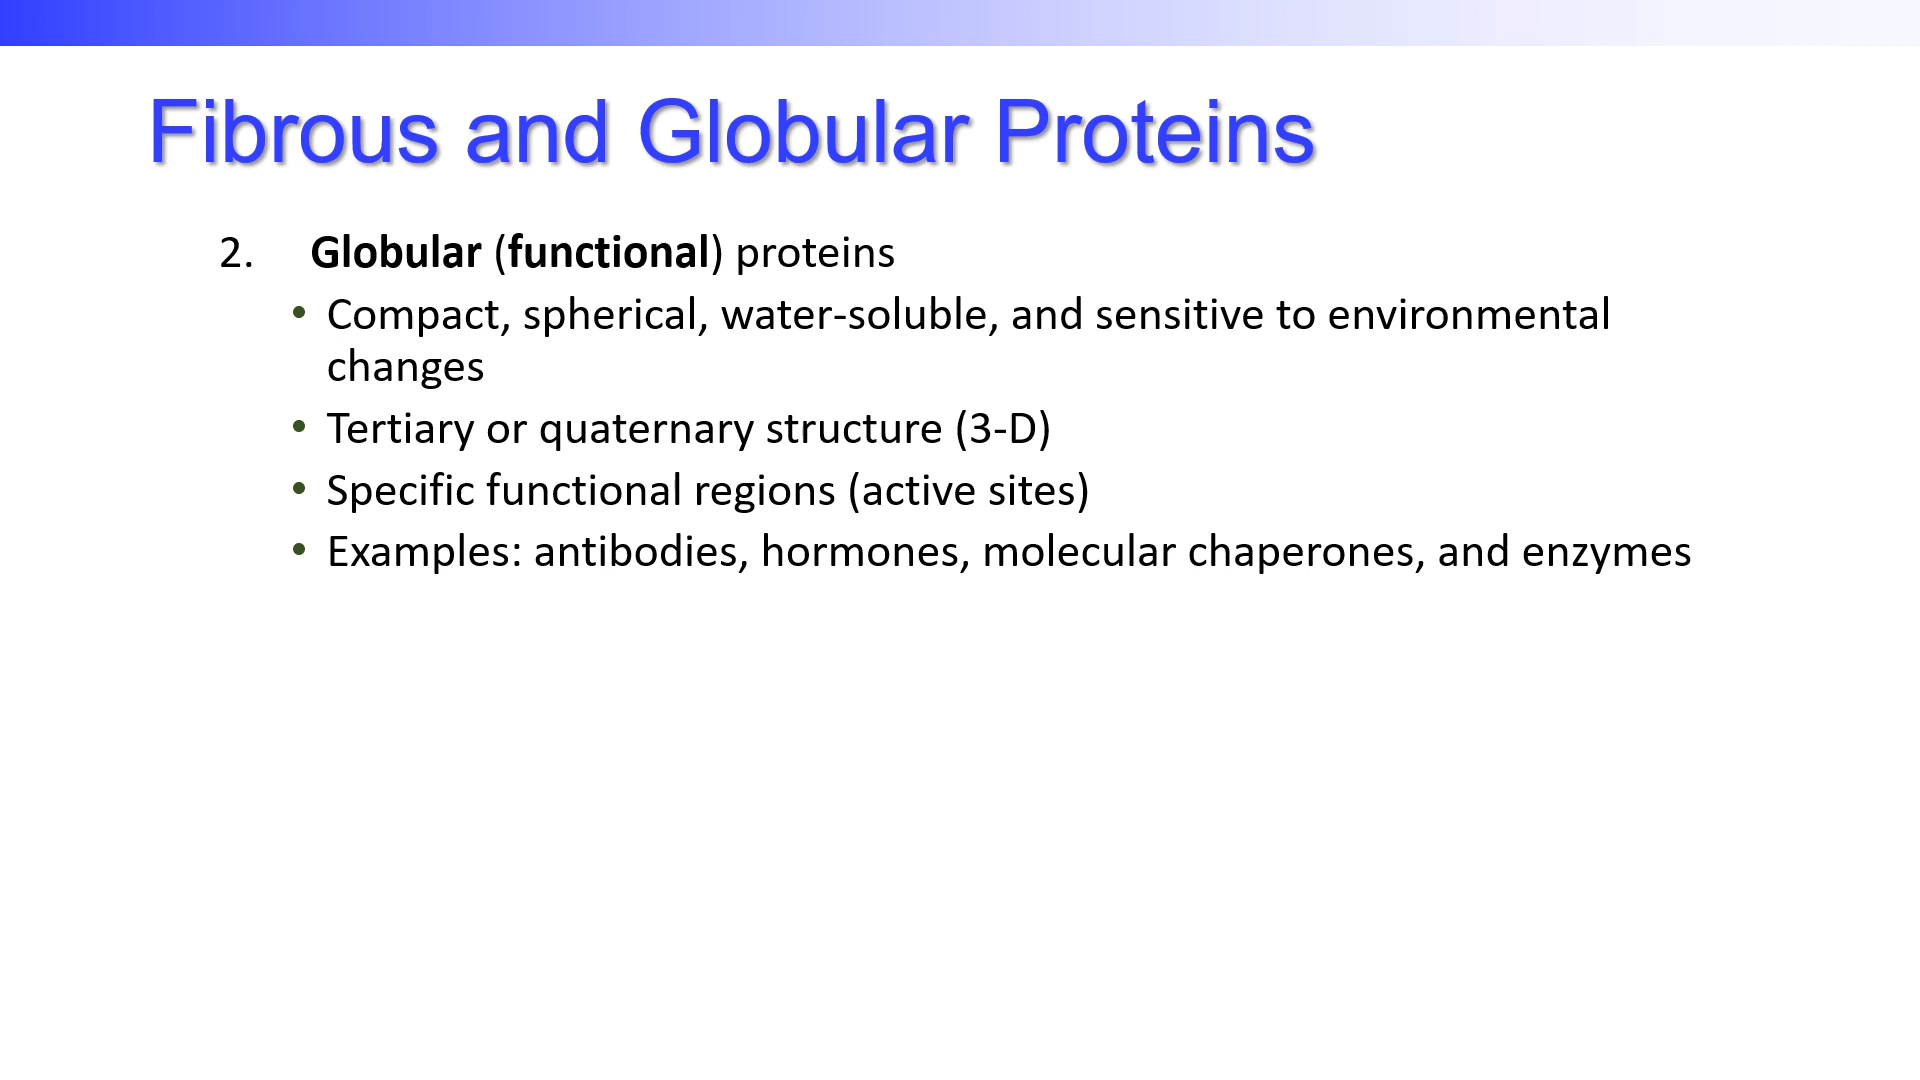 Fibrous and Globular Proteins
2. Globular (functional) proteins
• Compact, spherical, water-soluble, and sensitive to environmental
changes
• Tertiary or quaternary structure (3-D)
• Specific functional regions (active sites)
• Examples: antibodies, hormones, molecular chaperones, and enzymes